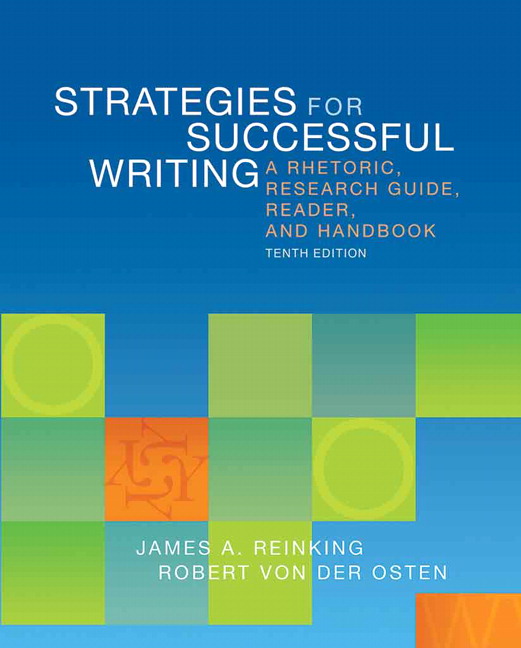 STRATEGIES FOR
SUCCESSFUL
WRITING
A RHETORIC,
RESEARCH GUIDE,
READER,
AND HANDBOOK
TENTH EDITION
JAMES A. REINKING
ROBERT VON DER OSTEN